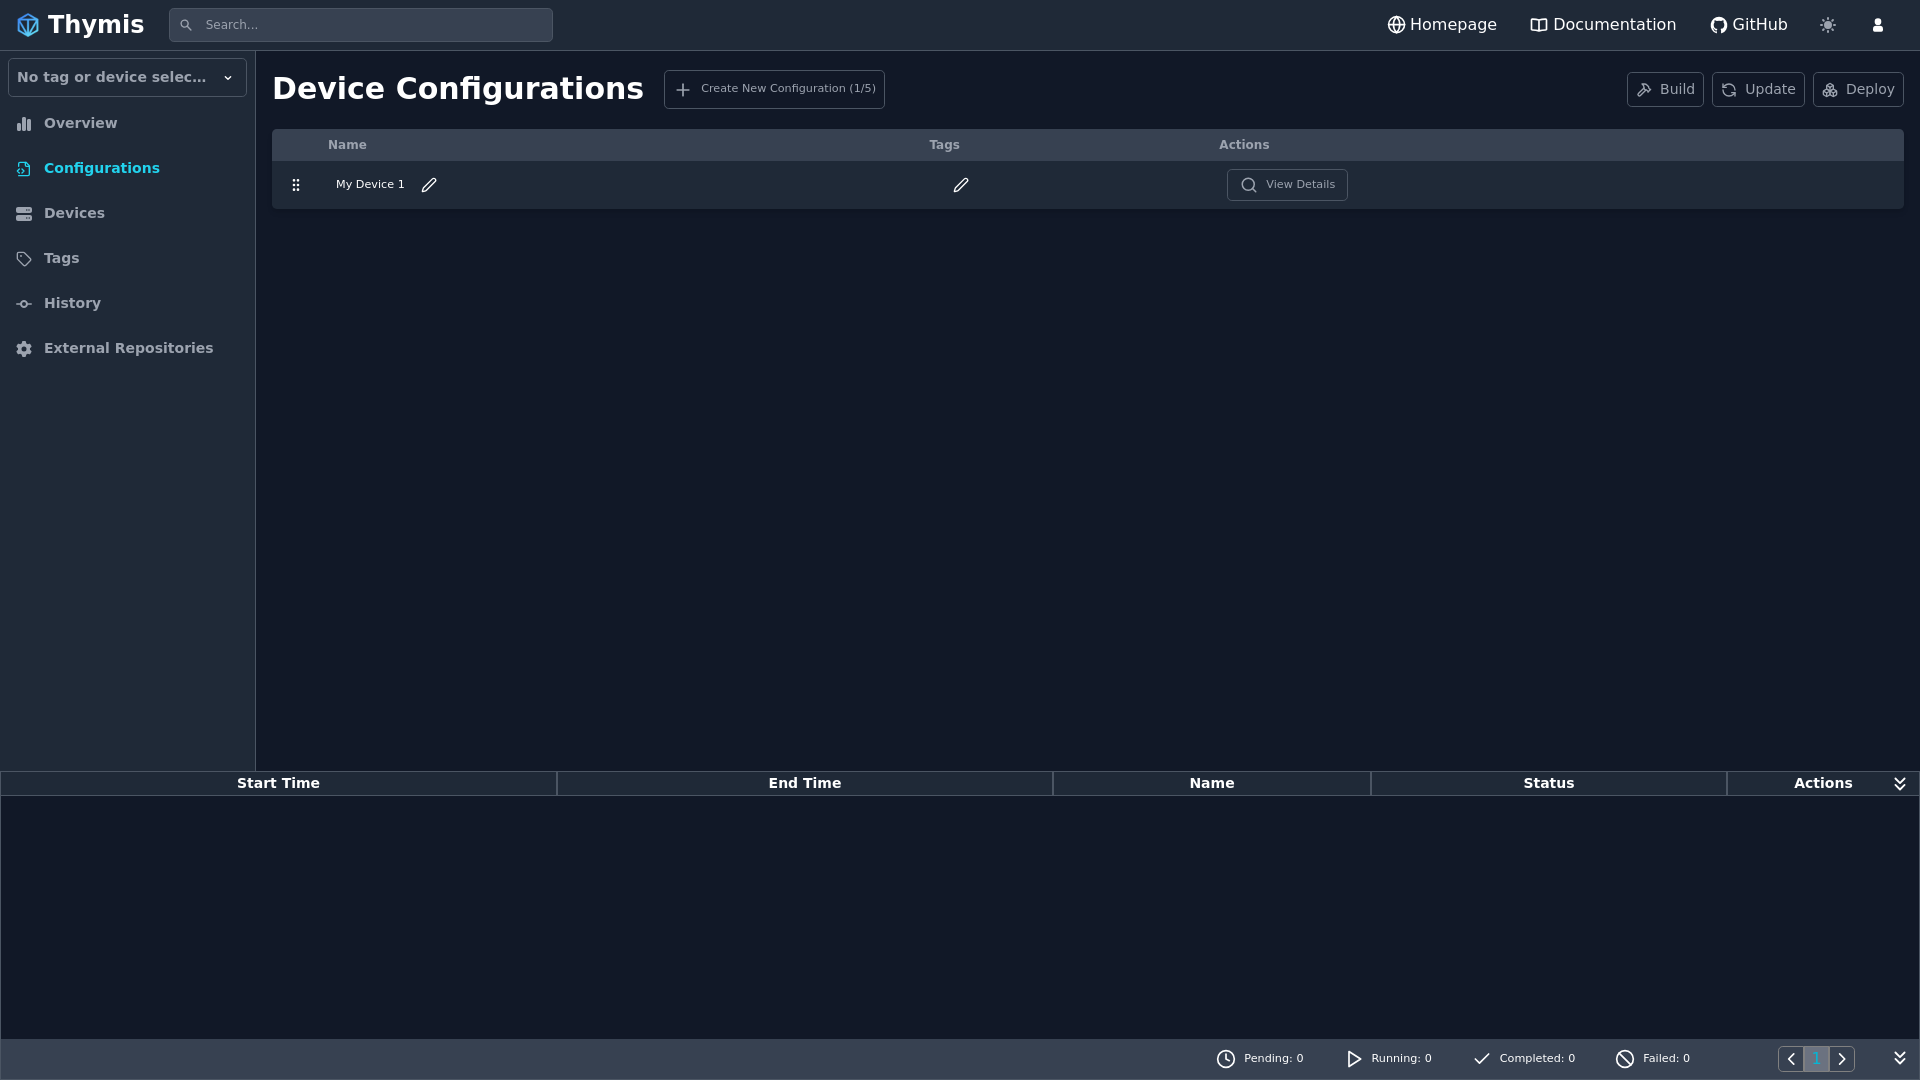 Thymis
Search...
Homepage
Documentation
GitHub
No tag or device selec...
Overview
Configurations
Devices
Tags
History
External Repositories
Device Configurations
Create New Configuration (1/5)
Build
Update
Deploy
Name Tags Actions
My Device 1 View Details
Start Time End Time Name Status Actions
Pending: 0 Running: 0 Completed: 0 Failed: 0 1